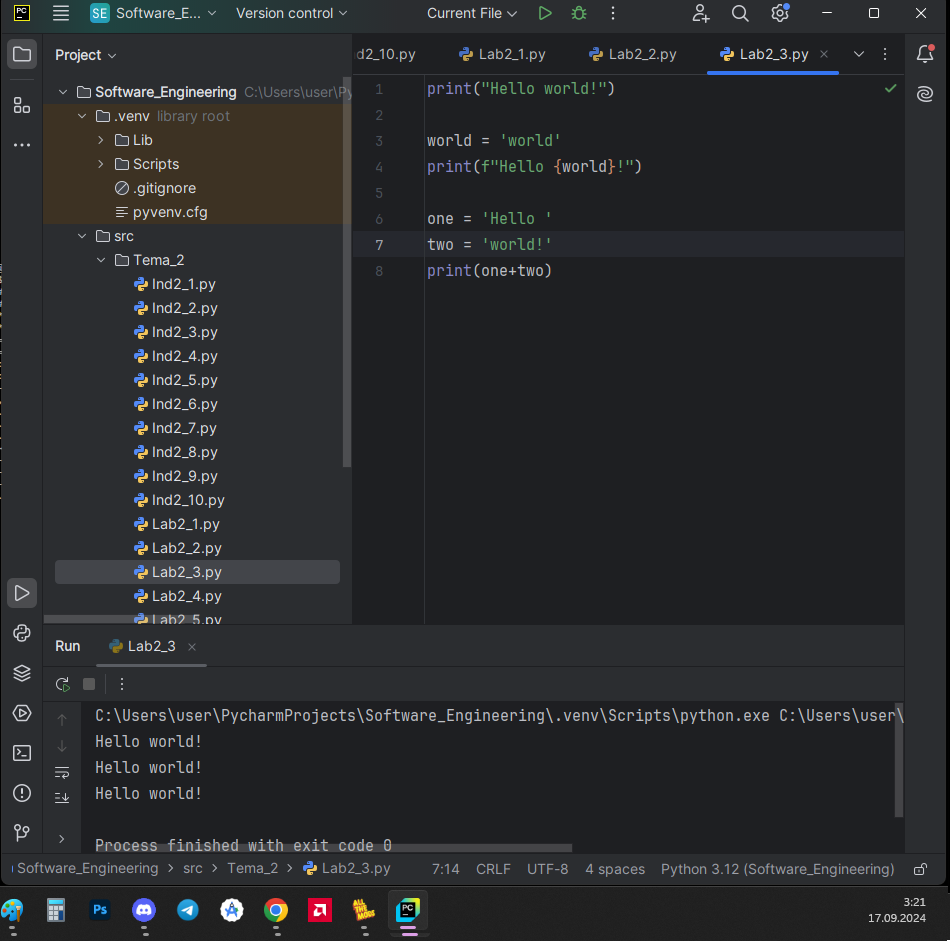 PC
SE Software_E... Version control Current File
Project
d2_10.py Lab2_1.py Lab2_2.py Lab2_3.py
Software_Engineering C:\Users\user\Py
.venv library root
Lib
Scripts
.gitignore
pyvenv.cfg
src
Tema_2
Ind2_1.py
Ind2_2.py
Ind2_3.py
Ind2_4.py
Ind2_5.py
Ind2_6.py
Ind2_7.py
Ind2_8.py
Ind2_9.py
Ind2_10.py
Lab2_1.py
Lab2_2.py
Lab2_3.py
Lab2_4.py
Lab2_5.py
1 print("Hello world!")
2
3 world = 'world'
4 print(f"Hello {world}!")
5
6 one = 'Hello '
7 two = 'world!'
8 print(one+two)
Run Lab2_3
C:\Users\user\PycharmProjects\Software_Engineering\.venv\Scripts\python.exe C:\Users\user\
Hello world!
Hello world!
Hello world!
Process finished with exit code 0
Software_Engineering > src > Tema_2 > Lab2_3.py 7:14 CRLF UTF-8 4 spaces Python 3.12 (Software_Engineering)
Ps ALL THE MODS PC
3:21
17.09.2024